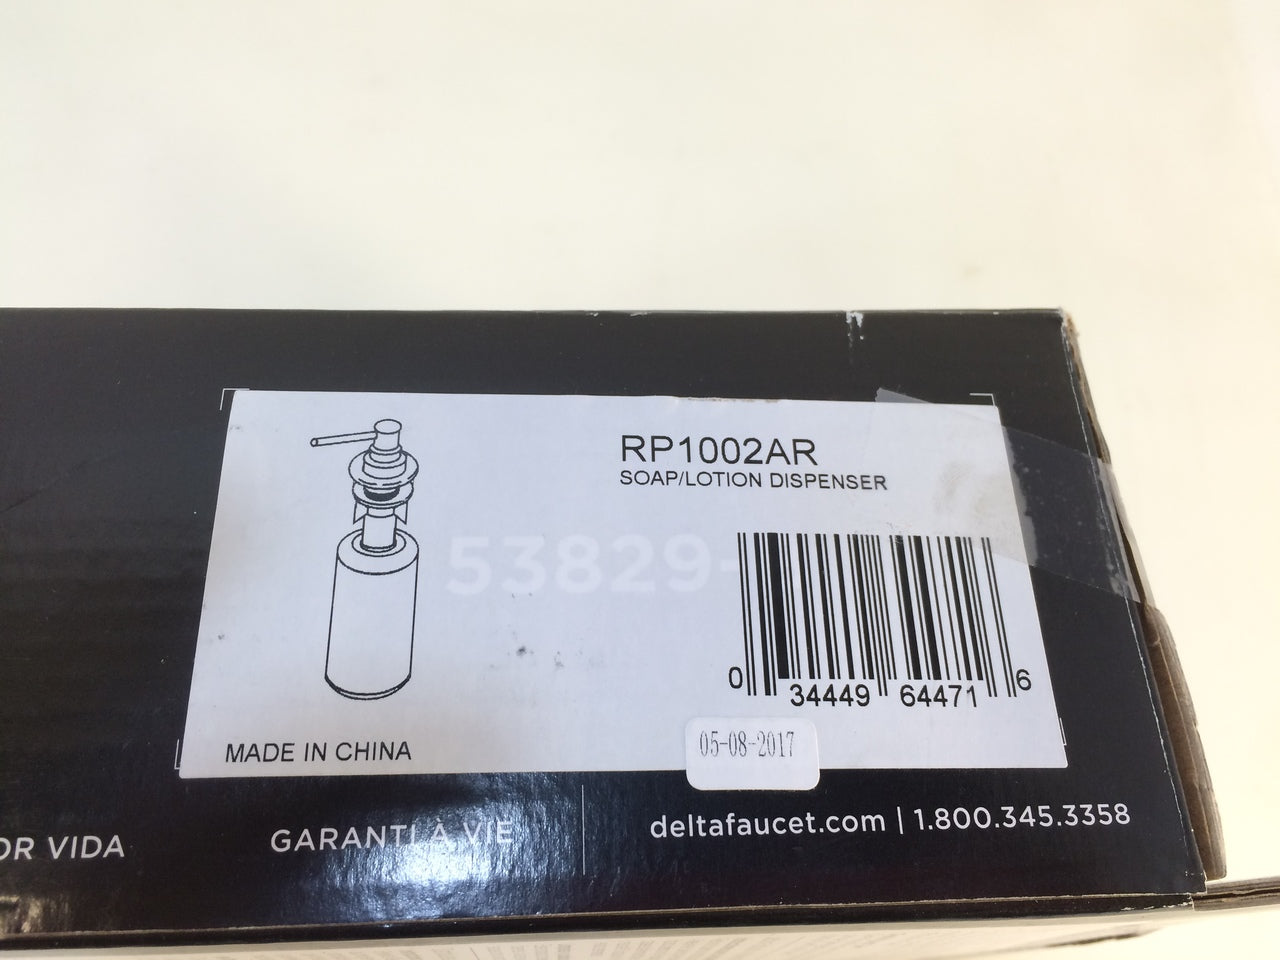 RP1002AR
SOAP/LOTION DISPENSER
53829-
0 34449 64471 6
MADE IN CHINA
05-08-2017
OR VIDA
GARANTI À VIE
deltafaucet.com | 1.800.345.3358